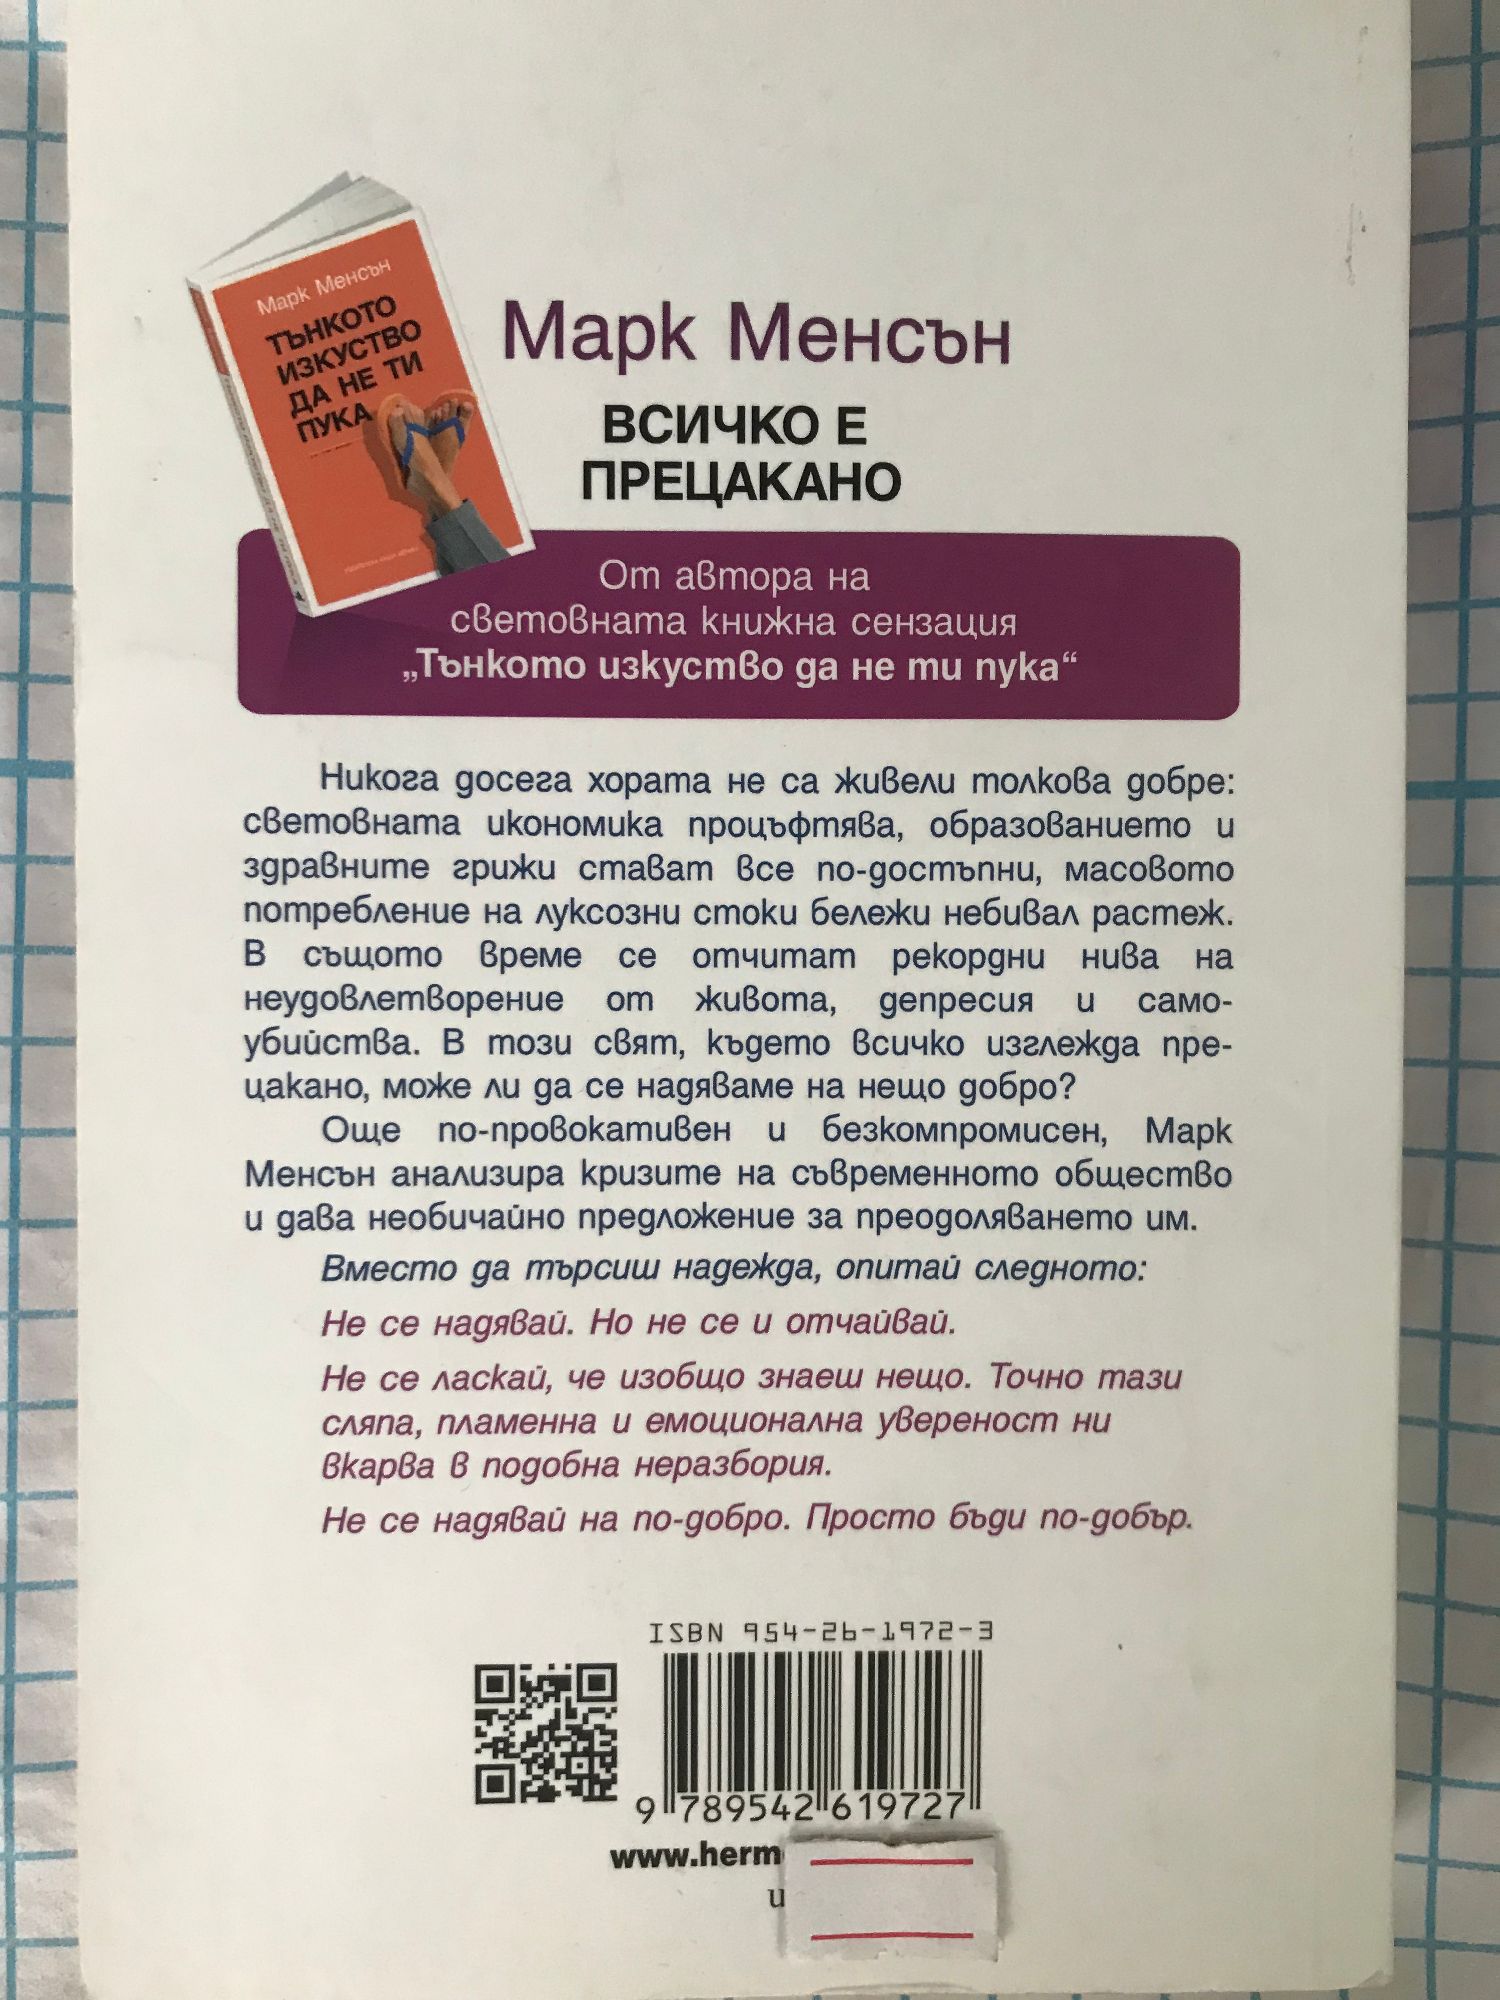 Марк Менсън
ТЪНКОТО
ИЗКУСТВО
ДА НЕ ТИ
ПУКА
Марк Менсън
ВСИЧКО Е
ПРЕЦАКАНО
От автора на
световната книжна сензация
„Тънкото изкуство да не ти пука“
Никога досега хората не са живели толкова добре:
световната икономика процъфтява, образованието и
здравните грижи стават все по-достъпни, масовото
потребление на луксозни стоки бележи небивал растеж.
В същото време се отчитат рекордни нива на
неудовлетворение от живота, депресия и само-
убийства. В този свят, където всичко изглежда пре-
цакано, може ли да се надяваме на нещо добро?
Още по-провокативен и безкомпромисен, Марк
Менсън анализира кризите на съвременното общество
и дава необичайно предложение за преодоляването им.
Вместо да търсиш надежда, опитай следното:
Не се надявай. Но не се и отчайвай.
Не се ласкай, че изобщо знаеш нещо. Точно тази
сляпа, пламенна и емоционална увереност ни
вкарва в подобна неразбория.
Не се надявай на по-добро. Просто бъди по-добър.
ISBN 954-26-1972-3
9 789542 619727
www.herm